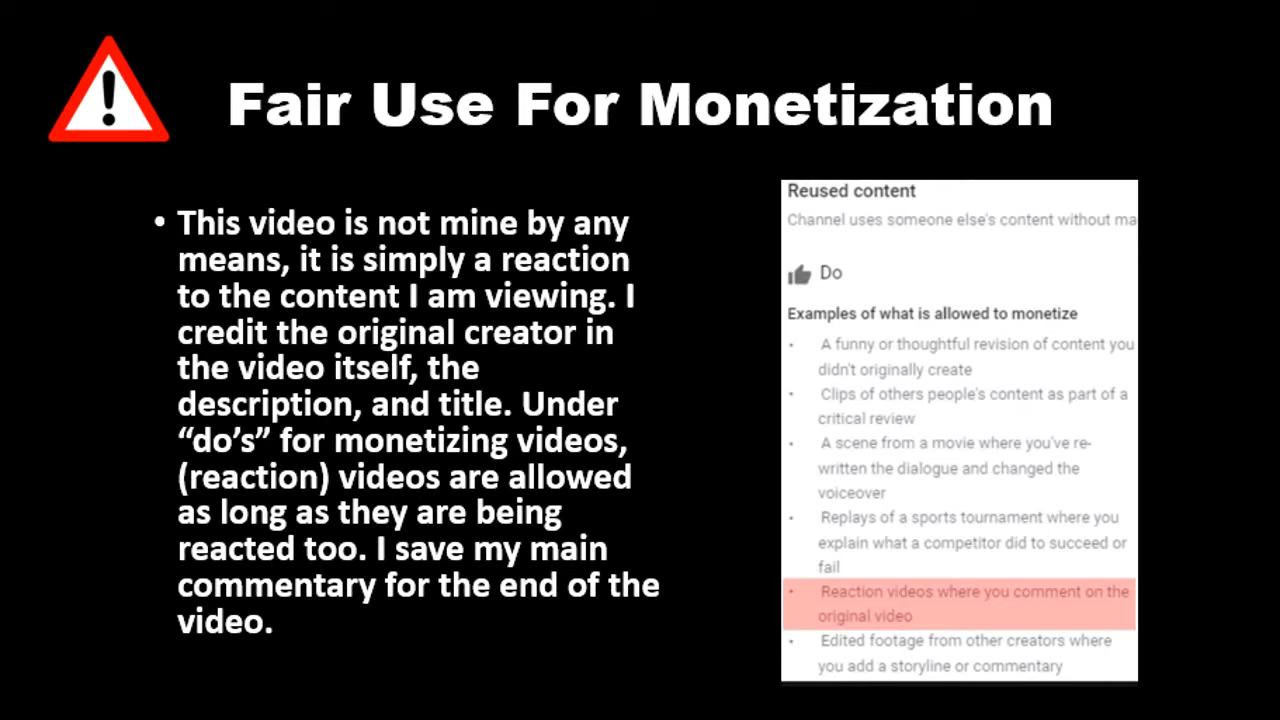 Fair Use For Monetization
• This video is not mine by any
means, it is simply a reaction
to the content I am viewing. I
credit the original creator in
the video itself, the
description, and title. Under
“do’s” for monetizing videos,
(reaction) videos are allowed
as long as they are being
reacted too. I save my main
commentary for the end of the
video.
Reused content
Channel uses someone else's content without ma
Do
Examples of what is allowed to monetize
• A funny or thoughtful revision of content you
didn't originally create
• Clips of others people's content as part of a
critical review
• A scene from a movie where you've re-
written the dialogue and changed the
voiceover
• Replays of a sports tournament where you
explain what a competitor did to succeed or
fail
• Reaction videos where you comment on the
original video
• Edited footage from other creators where
you add a storyline or commentary